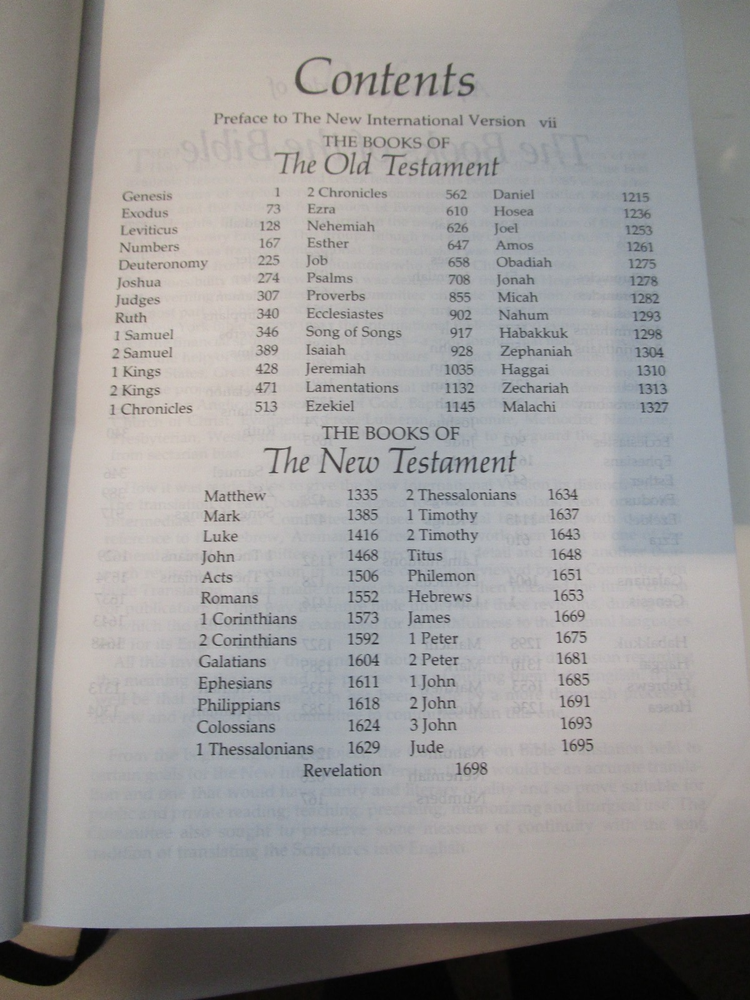 Contents
Preface to The New International Version vii
THE BOOKS OF
The Old Testament
Genesis 1 2 Chronicles 562 Daniel 1215
Exodus 73 Ezra 610 Hosea 1236
Leviticus 128 Nehemiah 626 Joel 1253
Numbers 167 Esther 647 Amos 1261
Deuteronomy 225 Job 658 Obadiah 1275
Joshua 274 Psalms 708 Jonah 1278
Judges 307 Proverbs 855 Micah 1282
Ruth 340 Ecclesiastes 902 Nahum 1293
1 Samuel 346 Song of Songs 917 Habakkuk 1298
2 Samuel 389 Isaiah 928 Zephaniah 1304
1 Kings 428 Jeremiah 1035 Haggai 1310
2 Kings 471 Lamentations 1132 Zechariah 1313
1 Chronicles 513 Ezekiel 1145 Malachi 1327
THE BOOKS OF
The New Testament
Matthew 1335 2 Thessalonians 1634
Mark 1385 1 Timothy 1637
Luke 1416 2 Timothy 1643
John 1468 Titus 1648
Acts 1506 Philemon 1651
Romans 1552 Hebrews 1653
1 Corinthians 1573 James 1669
2 Corinthians 1592 1 Peter 1675
Galatians 1604 2 Peter 1681
Ephesians 1611 1 John 1685
Philippians 1618 2 John 1691
Colossians 1624 3 John 1693
1 Thessalonians 1629 Jude 1695
Revelation 1698